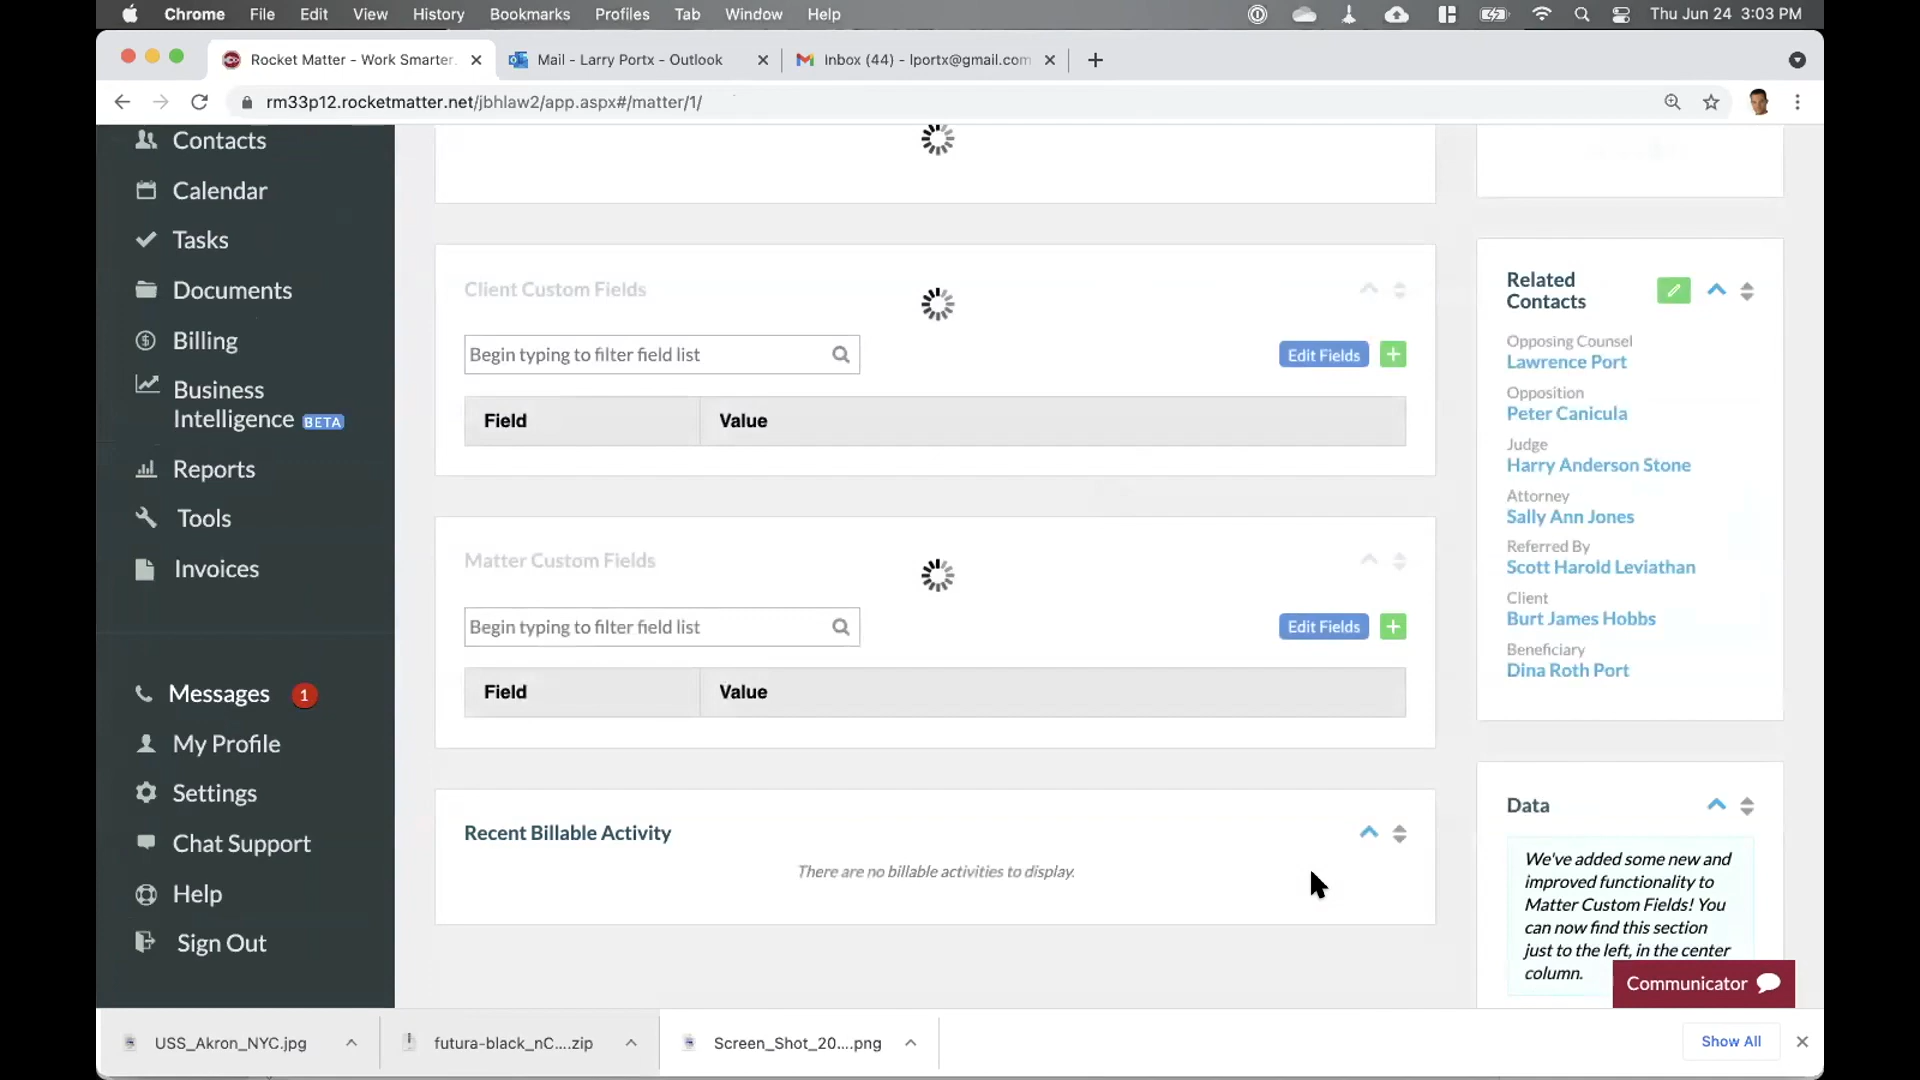 Chrome File Edit View History Bookmarks Profiles Tab Window Help Thu Jun 24 3:03 PM
Rocket Matter - Work Smarter. Mail - Larry Portx - Outlook Inbox (44) - lportx@gmail.com
rm33p12.rocketmatter.net/jbhlaw2/app.aspx#/matter/1/
Contacts
Calendar
Tasks
Documents
Billing
Business
Intelligence BETA
Reports
Tools
Invoices
Messages 1
My Profile
Settings
Chat Support
Help
Sign Out
Client Custom Fields
Begin typing to filter field list
Edit Fields
Field Value
Matter Custom Fields
Begin typing to filter field list
Edit Fields
Field Value
Recent Billable Activity
There are no billable activities to display.
Related
Contacts
Opposing Counsel
Lawrence Port
Opposition
Peter Canicula
Judge
Harry Anderson Stone
Attorney
Sally Ann Jones
Referred By
Scott Harold Leviathan
Client
Burt James Hobbs
Beneficiary
Dina Roth Port
Data
We've added some new and
improved functionality to
Matter Custom Fields! You
can now find this section
just to the left, in the center
column.
Communicator
USS_Akron_NYC.jpg futura-black_nC....zip Screen_Shot_20....png Show All